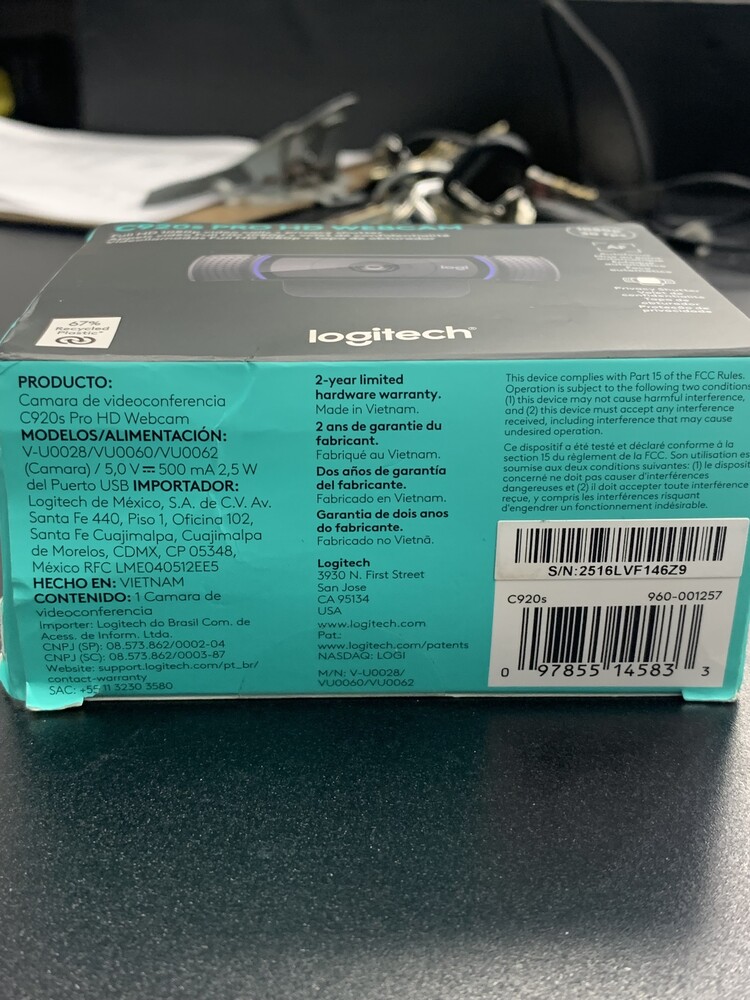 C920s PRO HD WEBCAM
67%
Recycled
Plastic*
logi
AF
Privacy Shutter
logitech®
PRODUCTO:
Camara de videoconferencia
C920s Pro HD Webcam
MODELOS/ALIMENTACIÓN:
V-U0028/VU0060/VU0062
(Camara) / 5,0 V ⎓ 500 mA 2,5 W
del Puerto USB IMPORTADOR:
Logitech de México, S.A. de C.V. Av.
Santa Fe 440, Piso 1, Oficina 102,
Santa Fe Cuajimalpa, Cuajimalpa
de Morelos, CDMX, CP 05348,
México RFC LME040512EE5
HECHO EN: VIETNAM
CONTENIDO: 1 Camara de
videoconferencia
Importer: Logitech do Brasil Com. de
Acess. de Inform. Ltda.
CNPJ (SP): 08.573.862/0002-04
CNPJ (SC): 08.573.862/0003-87
Website: support.logitech.com/pt_br/
contact-warranty
SAC: +55 11 3230 3580
2-year limited
hardware warranty.
Made in Vietnam.
2 ans de garantie du
fabricant.
Fabriqué au Vietnam.
Dos años de garantía
del fabricante.
Fabricado en Vietnam.
Garantia de dois anos
do fabricante.
Fabricado no Vietnã.
Logitech
3930 N. First Street
San Jose
CA 95134
USA
www.logitech.com
Pat.:
www.logitech.com/patents
NASDAQ: LOGI
M/N: V-U0028/
VU0060/VU0062
This device complies with Part 15 of the FCC Rules.
Operation is subject to the following two conditions
(1) this device may not cause harmful interference,
and (2) this device must accept any interference
received, including interference that may cause
undesired operation.
Ce dispositif a été testé et déclaré conforme à la
section 15 du règlement de la FCC. Son utilisation es
soumise aux deux conditions suivantes: (1) le disposit
concerné ne doit pas causer d'interférences
dangereuses et (2) il doit accepter toute interférence
reçue, y compris les interférences risquant
d'engendrer un fonctionnement indésirable.
S/N:2516LVF146Z9
C920s 960-001257
0 97855 14583 3